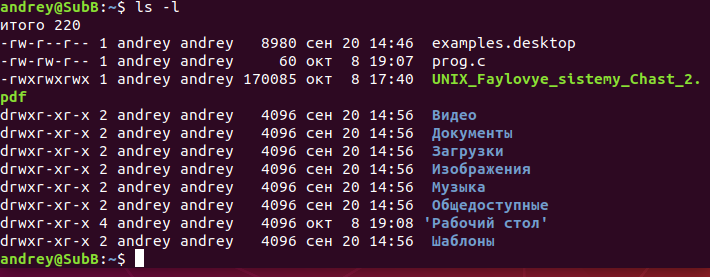 andrey@SubB:~$ ls -l
итого 220
-rw-r--r-- 1 andrey andrey   8980 сен 20 14:46  examples.desktop
-rw-rw-r-- 1 andrey andrey     60 окт  8 19:07  prog.c
-rwxrwxrwx 1 andrey andrey 170085 окт  8 17:40  UNIX_Faylovye_sistemy_Chast_2.
pdf
drwxr-xr-x 2 andrey andrey   4096 сен 20 14:56  Видео
drwxr-xr-x 2 andrey andrey   4096 сен 20 14:56  Документы
drwxr-xr-x 2 andrey andrey   4096 сен 20 14:56  Загрузки
drwxr-xr-x 2 andrey andrey   4096 сен 20 14:56  Изображения
drwxr-xr-x 2 andrey andrey   4096 сен 20 14:56  Музыка
drwxr-xr-x 2 andrey andrey   4096 сен 20 14:56  Общедоступные
drwxr-xr-x 4 andrey andrey   4096 окт  8 19:08 'Рабочий стол'
drwxr-xr-x 2 andrey andrey   4096 сен 20 14:56  Шаблоны
andrey@SubB:~$